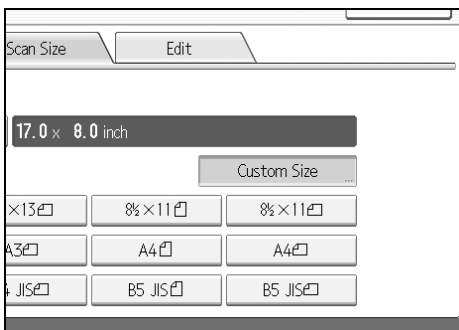 Scan Size Edit
17.0 × 8.0 inch
Custom Size
×13 8½×11 8½×11
A3 A4 A4
JIS B5 JIS B5 JIS